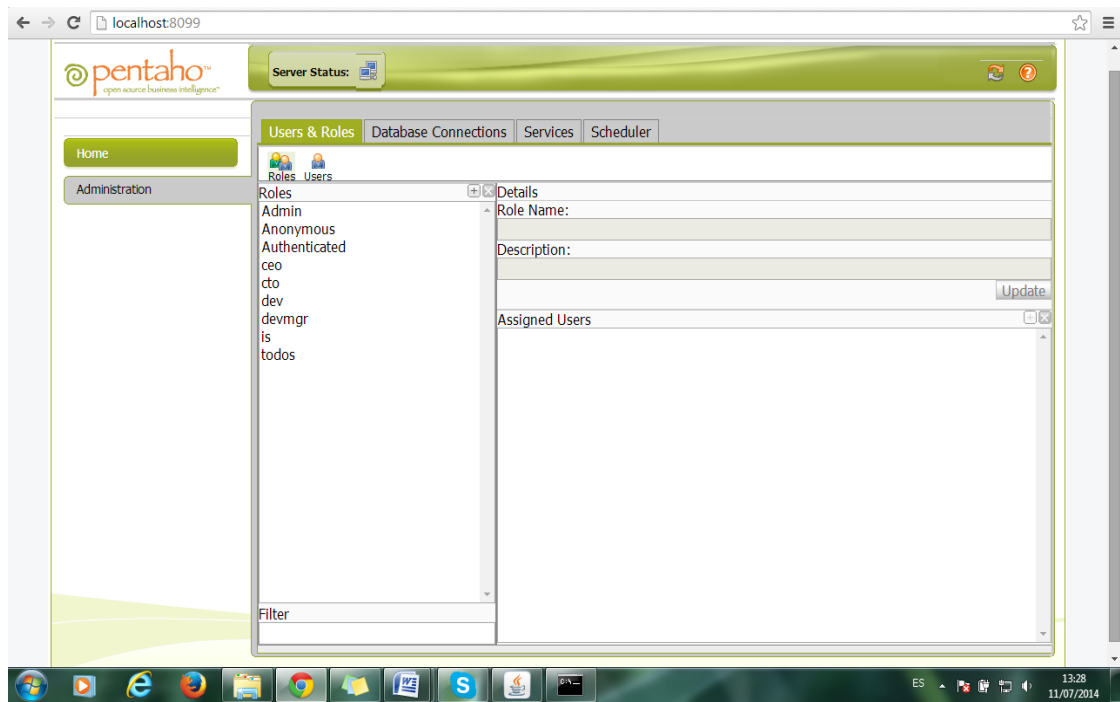 localhost:8099
pentaho™
open source business intelligence™
Server Status:
Users & Roles Database Connections Services Scheduler
Home
Administration
Roles Users
Roles
Admin
Anonymous
Authenticated
ceo
cto
dev
devmgr
is
todos
Filter
Details
Role Name:
Description:
Update
Assigned Users
ES
13:28
11/07/2014